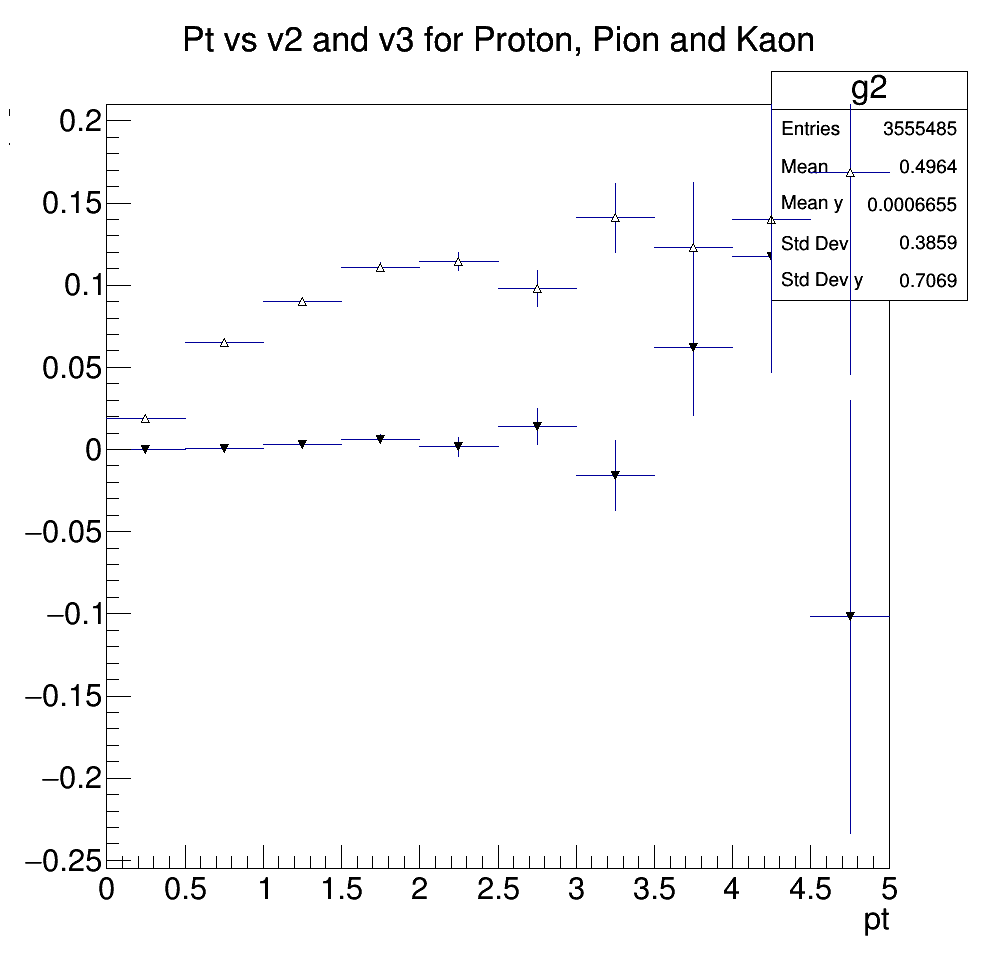 Pt vs v2 and v3 for Proton, Pion and Kaon
g2
Entries 3555485
Mean 0.4964
Mean y 0.0006655
Std Dev 0.3859
Std Dev y 0.7069
0.2
0.15
0.1
0.05
0
−0.05
−0.1
−0.15
−0.2
−0.25
0 0.5 1 1.5 2 2.5 3 3.5 4 4.5 5
pt